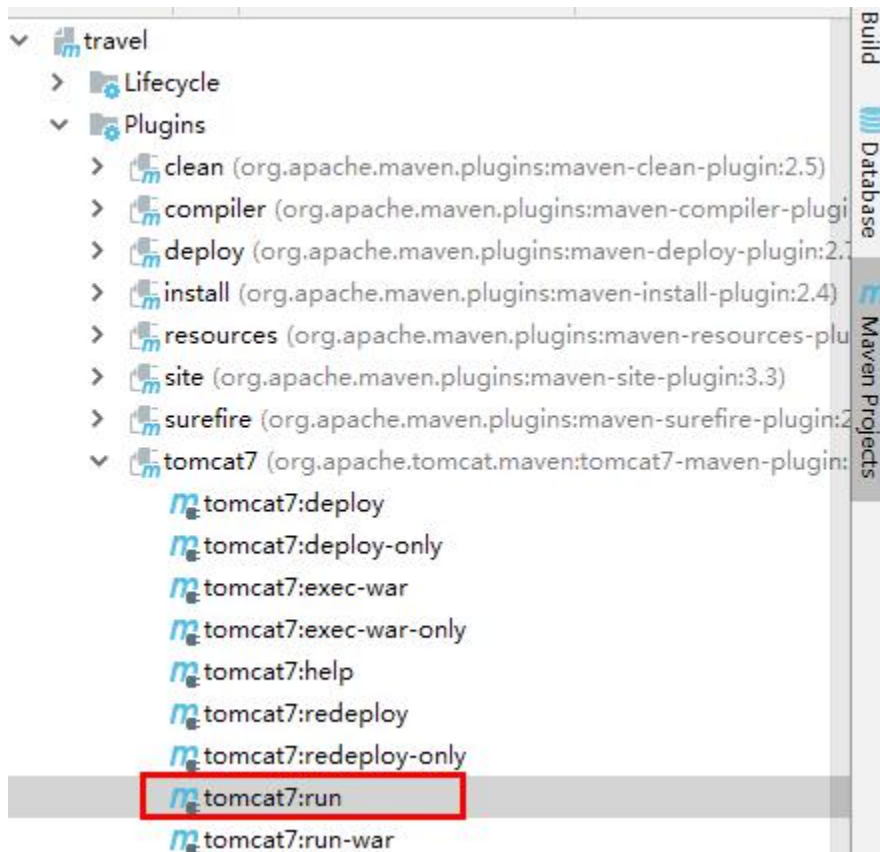 travel
Lifecycle
Plugins
clean (org.apache.maven.plugins:maven-clean-plugin:2.5)
compiler (org.apache.maven.plugins:maven-compiler-plugi
deploy (org.apache.maven.plugins:maven-deploy-plugin:2.7
install (org.apache.maven.plugins:maven-install-plugin:2.4)
resources (org.apache.maven.plugins:maven-resources-plu
site (org.apache.maven.plugins:maven-site-plugin:3.3)
surefire (org.apache.maven.plugins:maven-surefire-plugin:2
tomcat7 (org.apache.tomcat.maven:tomcat7-maven-plugin:
tomcat7:deploy
tomcat7:deploy-only
tomcat7:exec-war
tomcat7:exec-war-only
tomcat7:help
tomcat7:redeploy
tomcat7:redeploy-only
tomcat7:run
tomcat7:run-war
Build
Database
Maven Projects